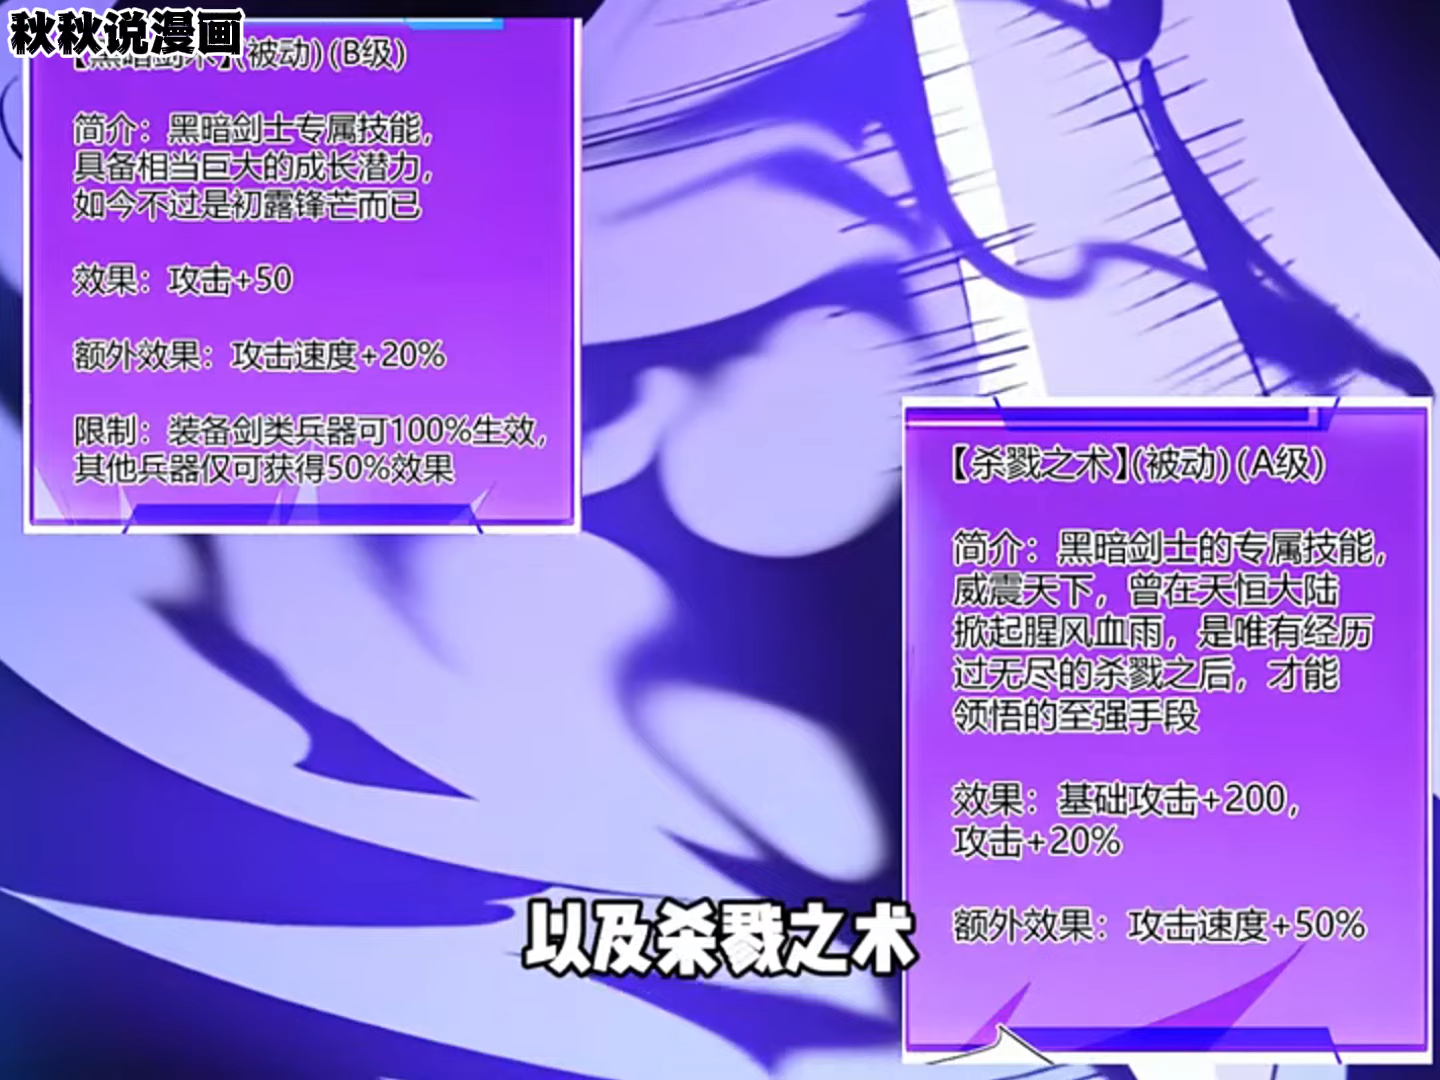 秋秋说漫画
【黑暗剑术】(被动)(B级)
简介：黑暗剑士专属技能，
具备相当巨大的成长潜力，
如今不过是初露锋芒而已
效果：攻击+50
额外效果：攻击速度+20%
限制：装备剑类兵器可100%生效，
其他兵器仅可获得50%效果
【杀戮之术】(被动)(A级)
简介：黑暗剑士的专属技能，
威震天下，曾在天恒大陆
掀起腥风血雨，是唯有经历
过无尽的杀戮之后，才能
领悟的至强手段
效果：基础攻击+200，
攻击+20%
额外效果：攻击速度+50%
以及杀戮之术